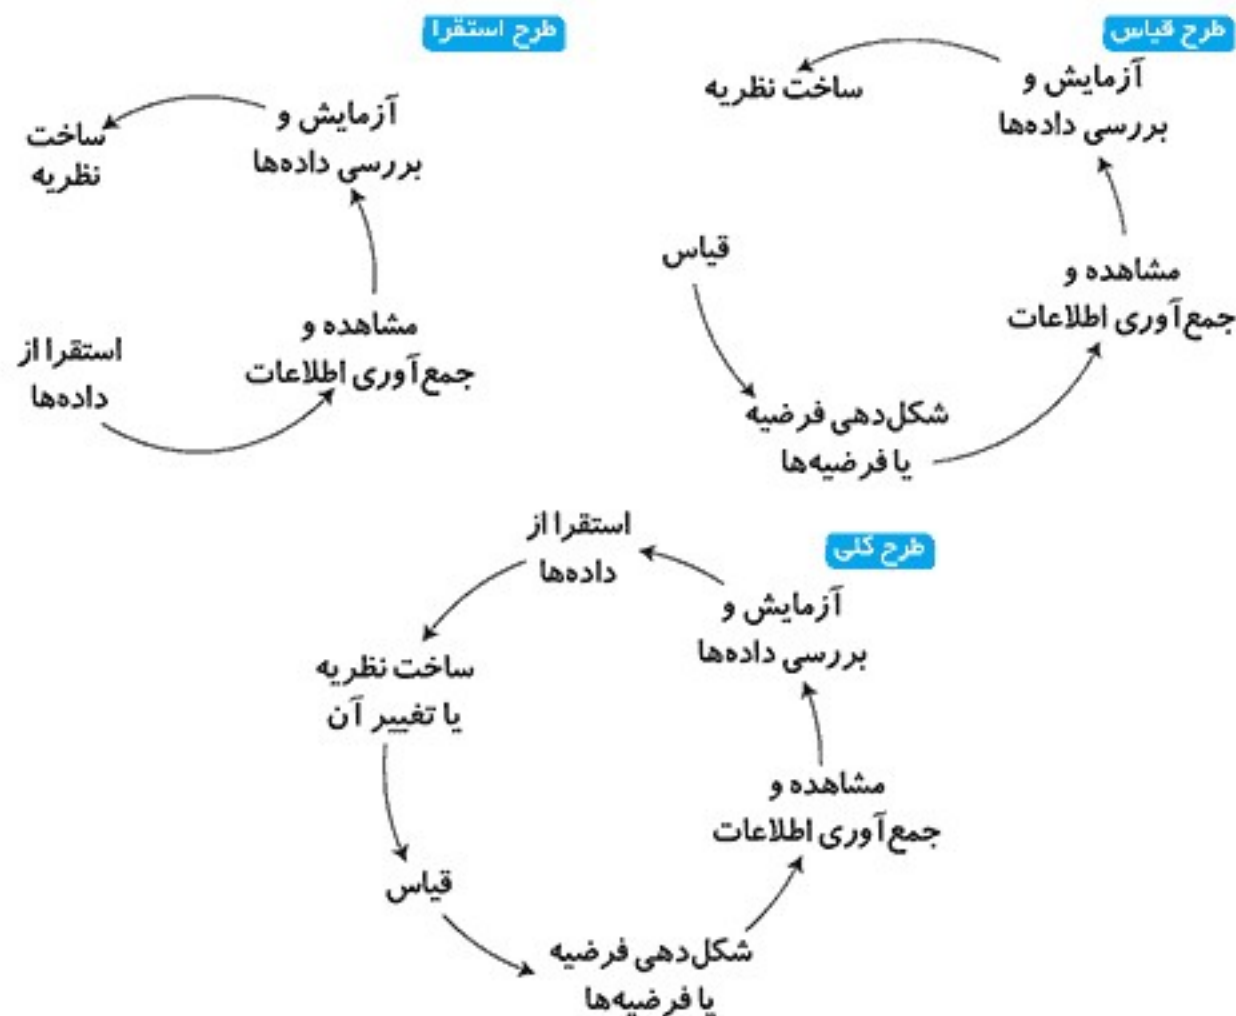 طرح قیاس
آزمایش و
بررسی داده‌ها
ساخت نظریه
قیاس
مشاهده و
جمع‌آوری اطلاعات
شکل‌دهی فرضیه
یا فرضیه‌ها
طرح استقرا
آزمایش و
بررسی داده‌ها
ساخت
نظریه
مشاهده و
جمع‌آوری اطلاعات
استقرا از
داده‌ها
طرح کلی
استقرا از
داده‌ها
آزمایش و
بررسی داده‌ها
ساخت نظریه
یا تغییر آن
مشاهده و
جمع‌آوری اطلاعات
قیاس
شکل‌دهی فرضیه
یا فرضیه‌ها